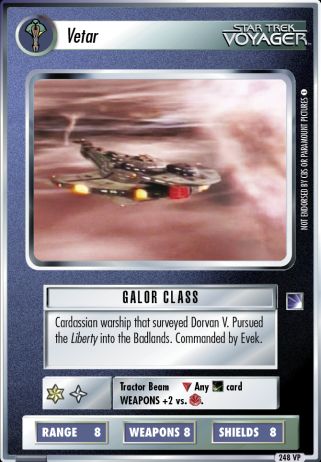 Vetar
STAR TREK
VOYAGER
NOT ENDORSED BY CBS OR PARAMOUNT PICTURES
GALOR CLASS
Cardassian warship that surveyed Dorvan V. Pursued
the Liberty into the Badlands. Commanded by Evek.
Tractor Beam Any card
WEAPONS +2 vs. .
RANGE 8 WEAPONS 8 SHIELDS 8
248 VP